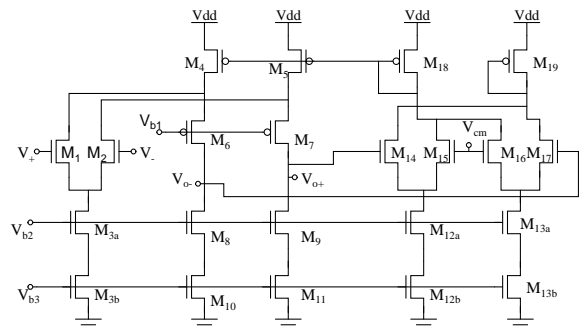 Vdd Vdd Vdd Vdd
M4 M5 M18 M19
Vb1 Vcm
V+ M1 M2 V- M6 M7 M14 M15 M16 M17
Vo- Vo+
Vb2 M3a M8 M9 M12a M13a
Vb3 M3b M10 M11 M12b M13b